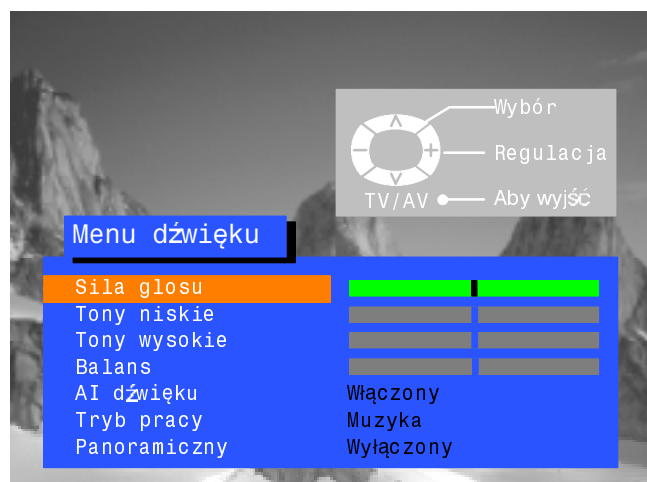 Wybór
Regulacja
TV/AV Aby wyjść
Menu dźwięku
Sila glosu
Tony niskie
Tony wysokie
Balans
AI dźwięku Włączony
Tryb pracy Muzyka
Panoramiczny Wyłączony